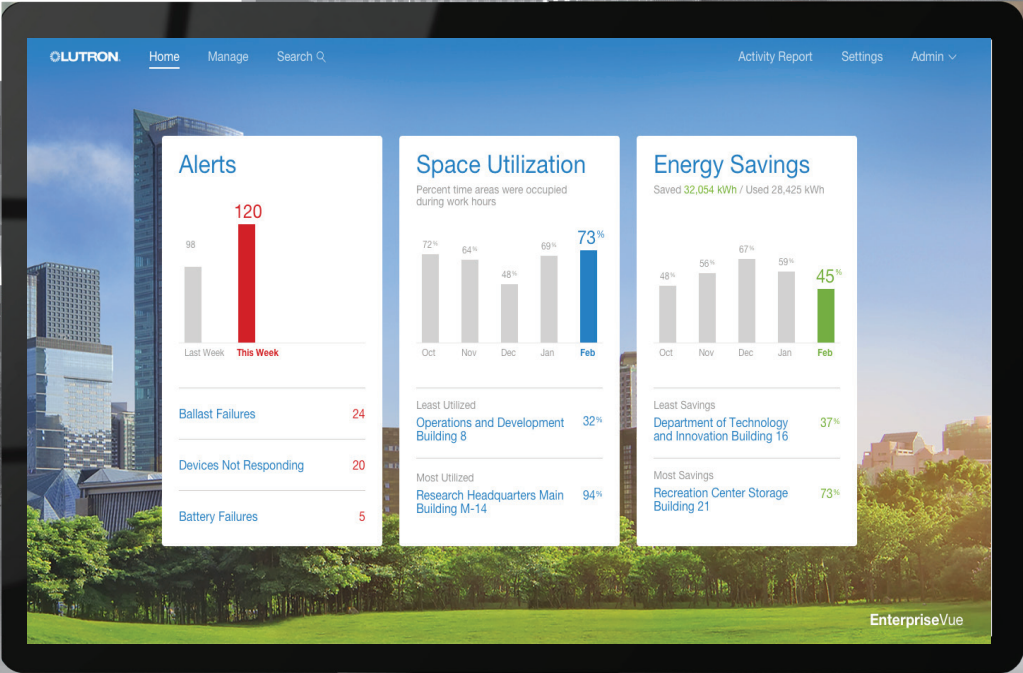 LUTRON.
Home
Manage
Search
Activity Report
Settings
Admin
Alerts
120
98
Last Week
This Week
Ballast Failures 24
Devices Not Responding 20
Battery Failures 5
Space Utilization
Percent time areas were occupied
during work hours
72%
64%
48%
69%
73%
Oct
Nov
Dec
Jan
Feb
Least Utilized
Operations and Development 32%
Building 8
Most Utilized
Research Headquarters Main 94%
Building M-14
Energy Savings
Saved 32,054 kWh / Used 28,425 kWh
48%
56%
67%
59%
45%
Oct
Nov
Dec
Jan
Feb
Least Savings
Department of Technology 37%
and Innovation Building 16
Most Savings
Recreation Center Storage 73%
Building 21
EnterpriseVue